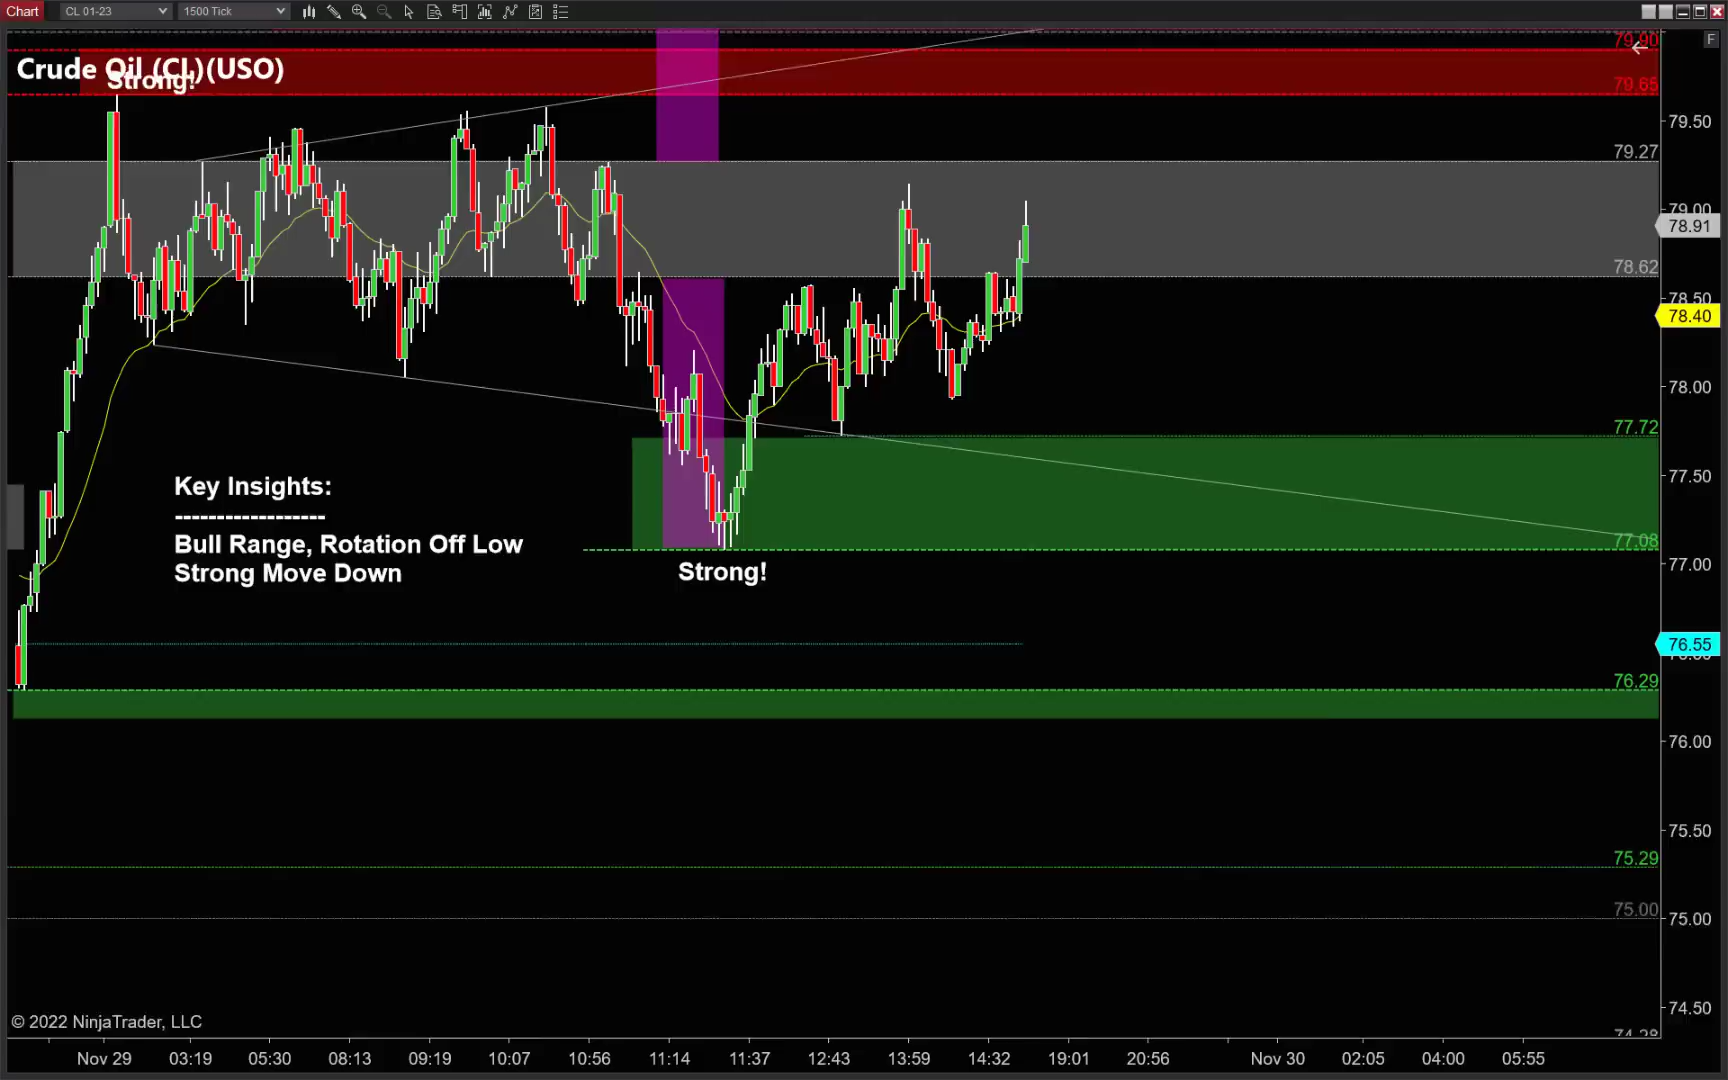 Chart
CL 01-23
1500 Tick
F
Crude Oil (CL)(USO)
Strong!
79.90
79.65
79.50
79.27
79.00
78.91
78.62
78.50
78.40
78.00
77.72
77.50
77.08
77.00
Key Insights:
------------------
Bull Range, Rotation Off Low
Strong Move Down
Strong!
76.55
76.29
76.00
75.50
75.29
75.00
75.00
74.50
© 2022 NinjaTrader, LLC
Nov 29 03:19 05:30 08:13 09:19 10:07 10:56 11:14 11:37 12:43 13:59 14:32 19:01 20:56 Nov 30 02:05 04:00 05:55